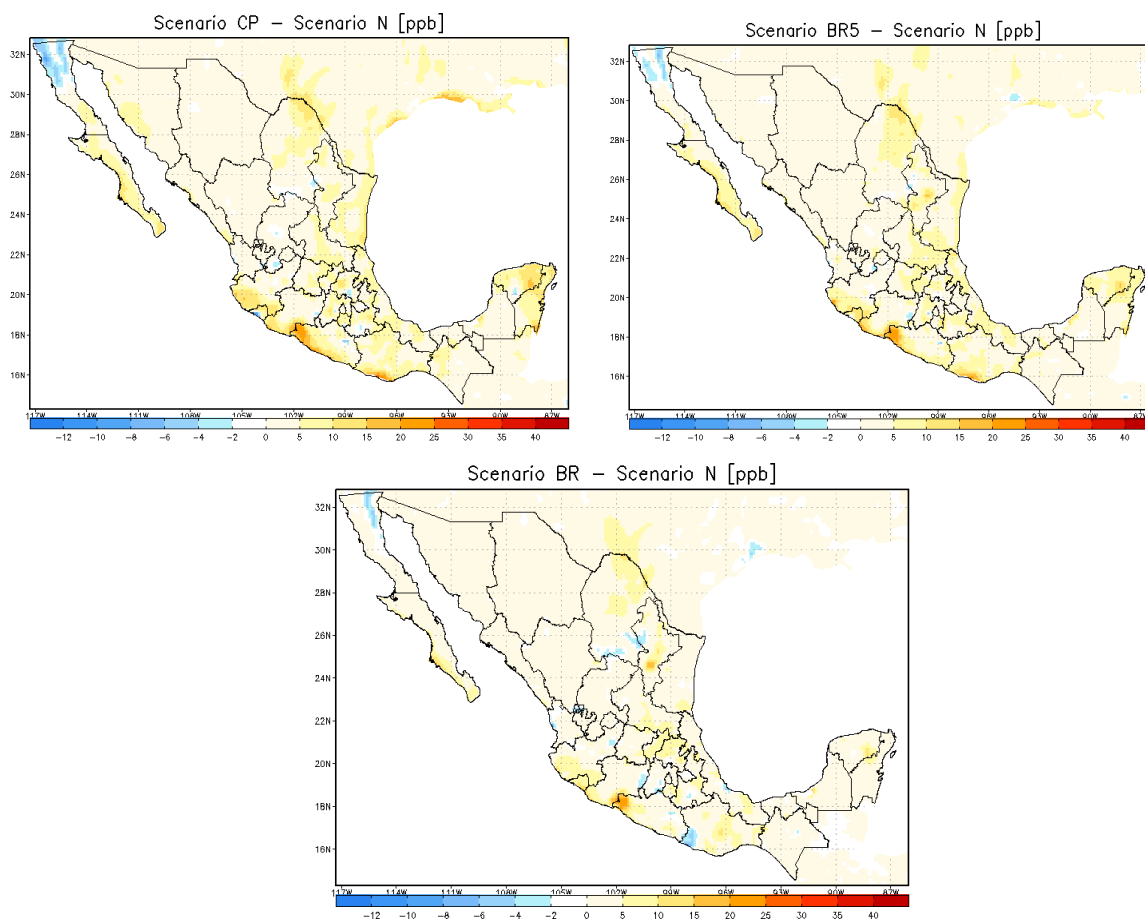 Scenario CP – Scenario N [ppb]
32N
30N
28N
26N
24N
22N
20N
18N
16N
117W 114W 111W 108W 105W 102W 99W 96W 93W 90W 87W
-12 -10 -8 -6 -4 -2 0 5 10 15 20 25 30 35 40
Scenario BR5 – Scenario N [ppb]
32N
30N
28N
26N
24N
22N
20N
18N
16N
117W 114W 111W 108W 105W 102W 99W 96W 93W 90W 87W
-12 -10 -8 -6 -4 -2 0 5 10 15 20 25 30 35 40
Scenario BR – Scenario N [ppb]
32N
30N
28N
26N
24N
22N
20N
18N
16N
117W 114W 111W 108W 105W 102W 99W 96W 93W 90W 87W
-12 -10 -8 -6 -4 -2 0 5 10 15 20 25 30 35 40